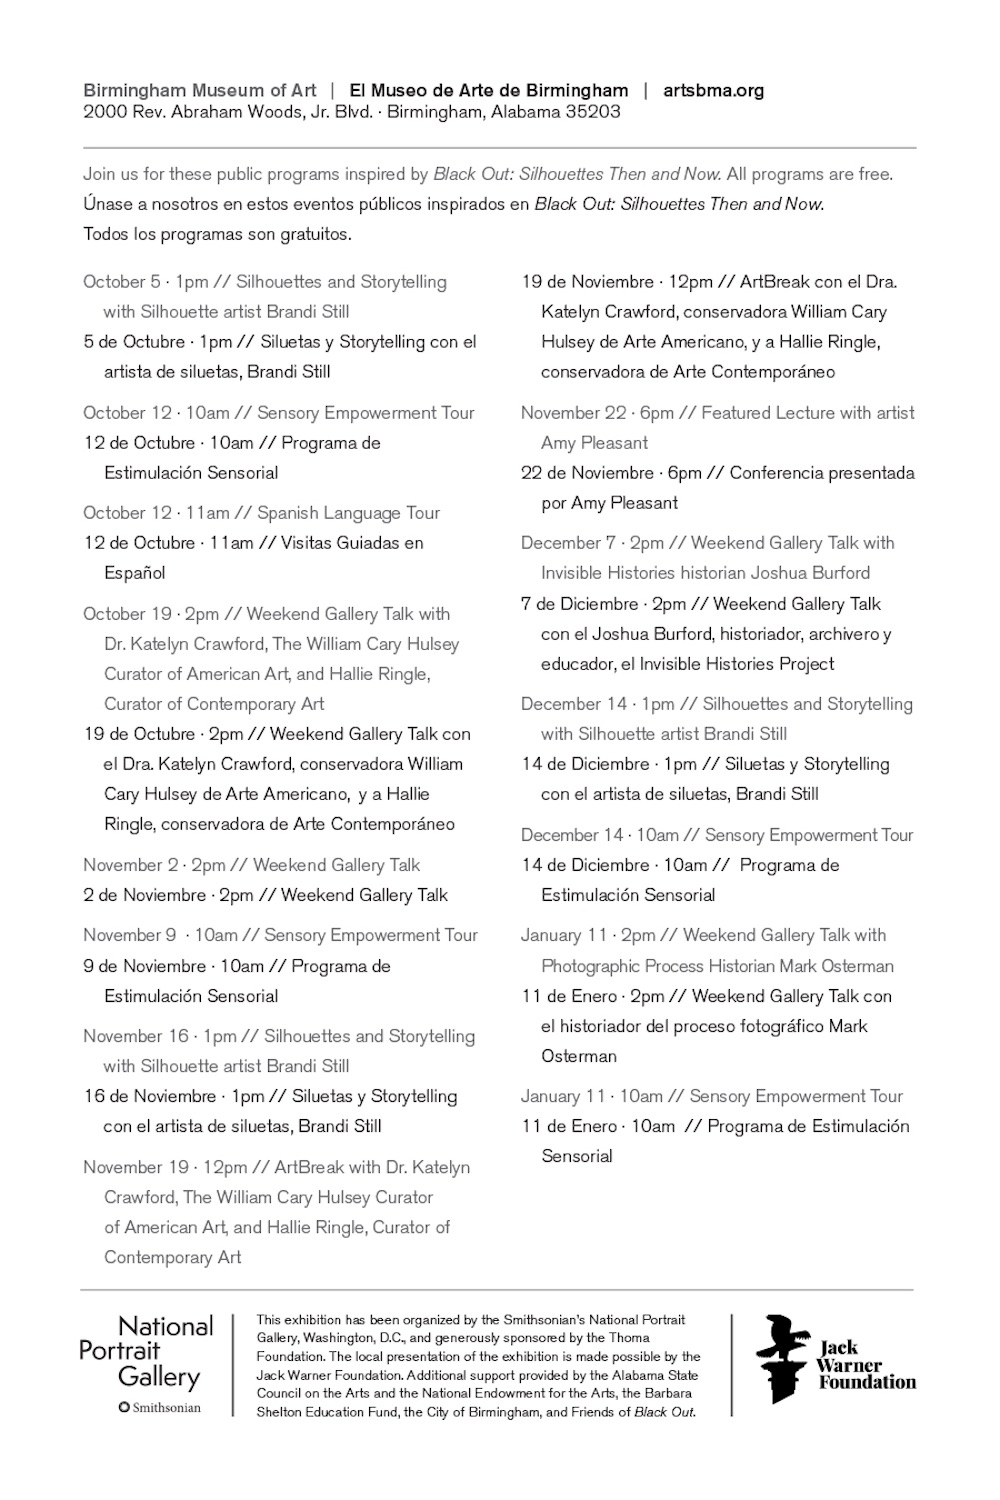 Birmingham Museum of Art | El Museo de Arte de Birmingham | artsbma.org
2000 Rev. Abraham Woods, Jr. Blvd. · Birmingham, Alabama 35203
Join us for these public programs inspired by Black Out: Silhouettes Then and Now. All programs are free.
Únase a nosotros en estos eventos públicos inspirados en Black Out: Silhouettes Then and Now.
Todos los programas son gratuitos.
October 5 · 1pm // Silhouettes and Storytelling
with Silhouette artist Brandi Still
5 de Octubre · 1pm // Siluetas y Storytelling con el
artista de siluetas, Brandi Still
October 12 · 10am // Sensory Empowerment Tour
12 de Octubre · 10am // Programa de
Estimulación Sensorial
October 12 · 11am // Spanish Language Tour
12 de Octubre · 11am // Visitas Guiadas en
Español
October 19 · 2pm // Weekend Gallery Talk with
Dr. Katelyn Crawford, The William Cary Hulsey
Curator of American Art, and Hallie Ringle,
Curator of Contemporary Art
19 de Octubre · 2pm // Weekend Gallery Talk con
el Dra. Katelyn Crawford, conservadora William
Cary Hulsey de Arte Americano, y a Hallie
Ringle, conservadora de Arte Contemporáneo
November 2 · 2pm // Weekend Gallery Talk
2 de Noviembre · 2pm // Weekend Gallery Talk
November 9 · 10am // Sensory Empowerment Tour
9 de Noviembre · 10am // Programa de
Estimulación Sensorial
November 16 · 1pm // Silhouettes and Storytelling
with Silhouette artist Brandi Still
16 de Noviembre · 1pm // Siluetas y Storytelling
con el artista de siluetas, Brandi Still
November 19 · 12pm // ArtBreak with Dr. Katelyn
Crawford, The William Cary Hulsey Curator
of American Art, and Hallie Ringle, Curator of
Contemporary Art
19 de Noviembre · 12pm // ArtBreak con el Dra.
Katelyn Crawford, conservadora William Cary
Hulsey de Arte Americano, y a Hallie Ringle,
conservadora de Arte Contemporáneo
November 22 · 6pm // Featured Lecture with artist
Amy Pleasant
22 de Noviembre · 6pm // Conferencia presentada
por Amy Pleasant
December 7 · 2pm // Weekend Gallery Talk with
Invisible Histories historian Joshua Burford
7 de Diciembre · 2pm // Weekend Gallery Talk
con el Joshua Burford, historiador, archivero y
educador, el Invisible Histories Project
December 14 · 1pm // Silhouettes and Storytelling
with Silhouette artist Brandi Still
14 de Diciembre · 1pm // Siluetas y Storytelling
con el artista de siluetas, Brandi Still
December 14 · 10am // Sensory Empowerment Tour
14 de Diciembre · 10am // Programa de
Estimulación Sensorial
January 11 · 2pm // Weekend Gallery Talk with
Photographic Process Historian Mark Osterman
11 de Enero · 2pm // Weekend Gallery Talk con
el historiador del proceso fotográfico Mark
Osterman
January 11 · 10am // Sensory Empowerment Tour
11 de Enero · 10am // Programa de Estimulación
Sensorial
National
Portrait
Gallery
Smithsonian
This exhibition has been organized by the Smithsonian's National Portrait
Gallery, Washington, D.C., and generously sponsored by the Thoma
Foundation. The local presentation of the exhibition is made possible by the
Jack Warner Foundation. Additional support provided by the Alabama State
Council on the Arts and the National Endowment for the Arts, the Barbara
Shelton Education Fund, the City of Birmingham, and Friends of Black Out.
Jack
Warner
Foundation